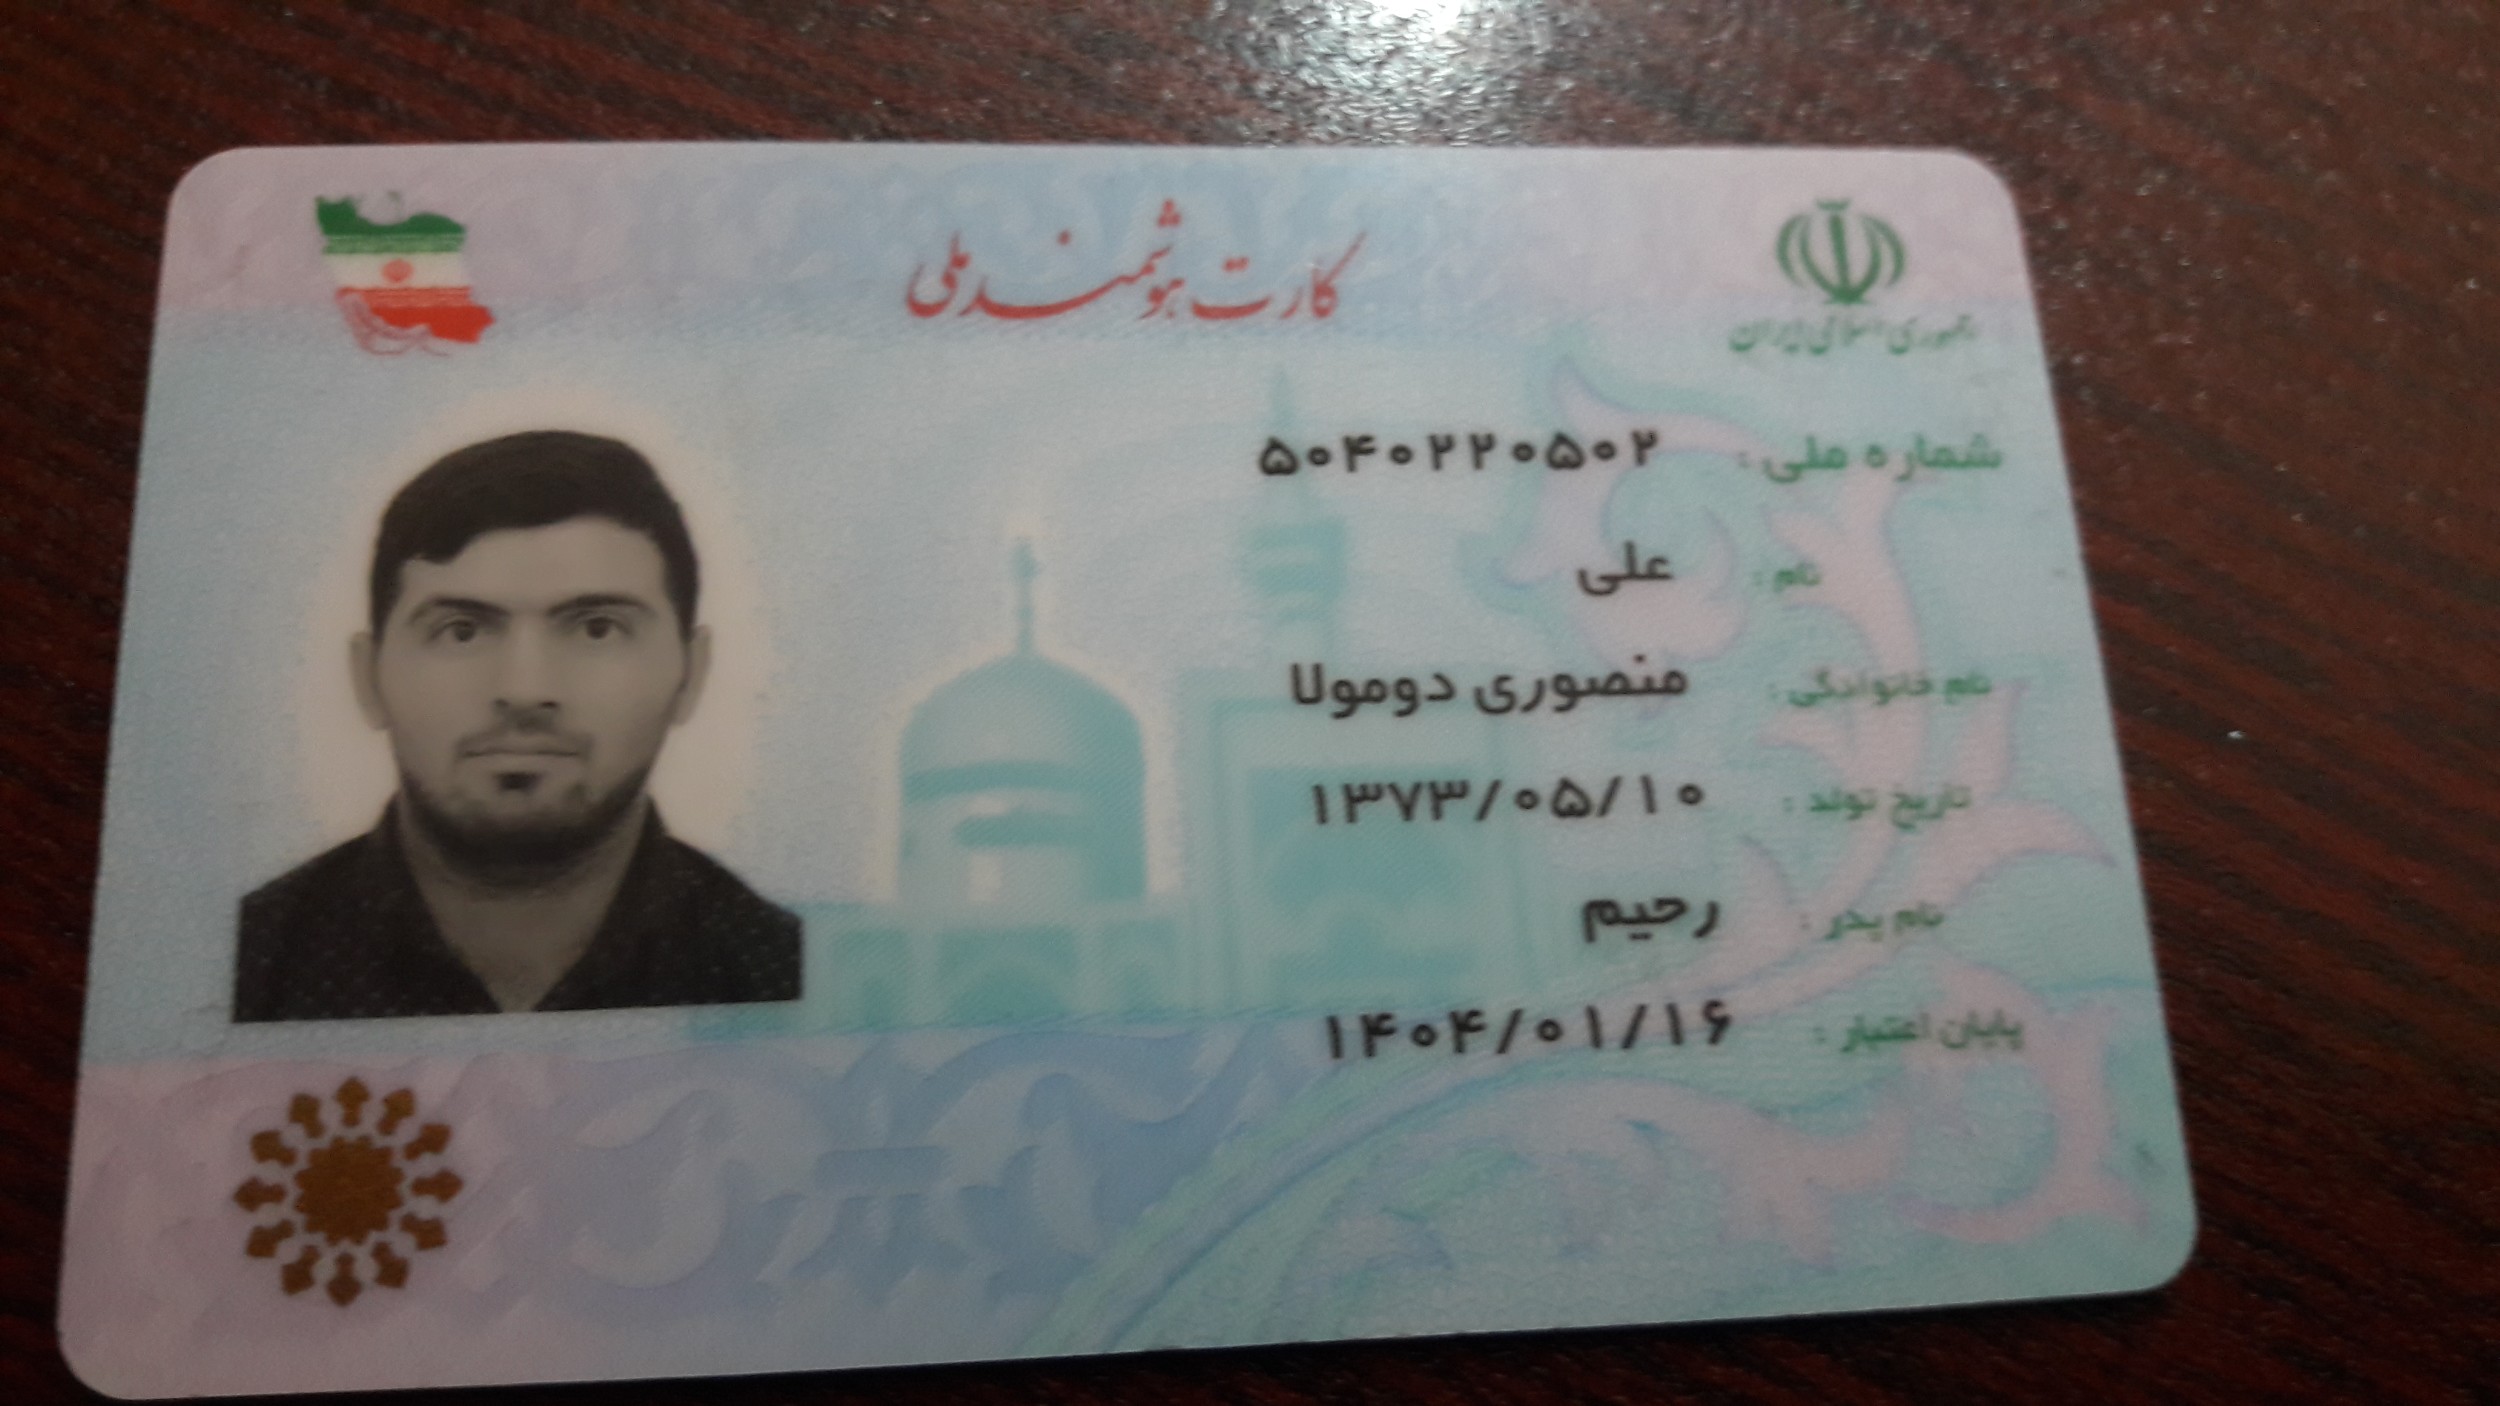 کارت هوشمند ملی
جمهوری اسلامی ایران
شماره ملی : ۵۰۴۰۲۲۰۵۰۲
نام : علی
نام خانوادگی : منصوری دومولا
تاریخ تولد : ۱۳۷۳/۰۵/۱۰
نام پدر : رحیم
پایان اعتبار : ۱۴۰۴/۰۱/۱۶